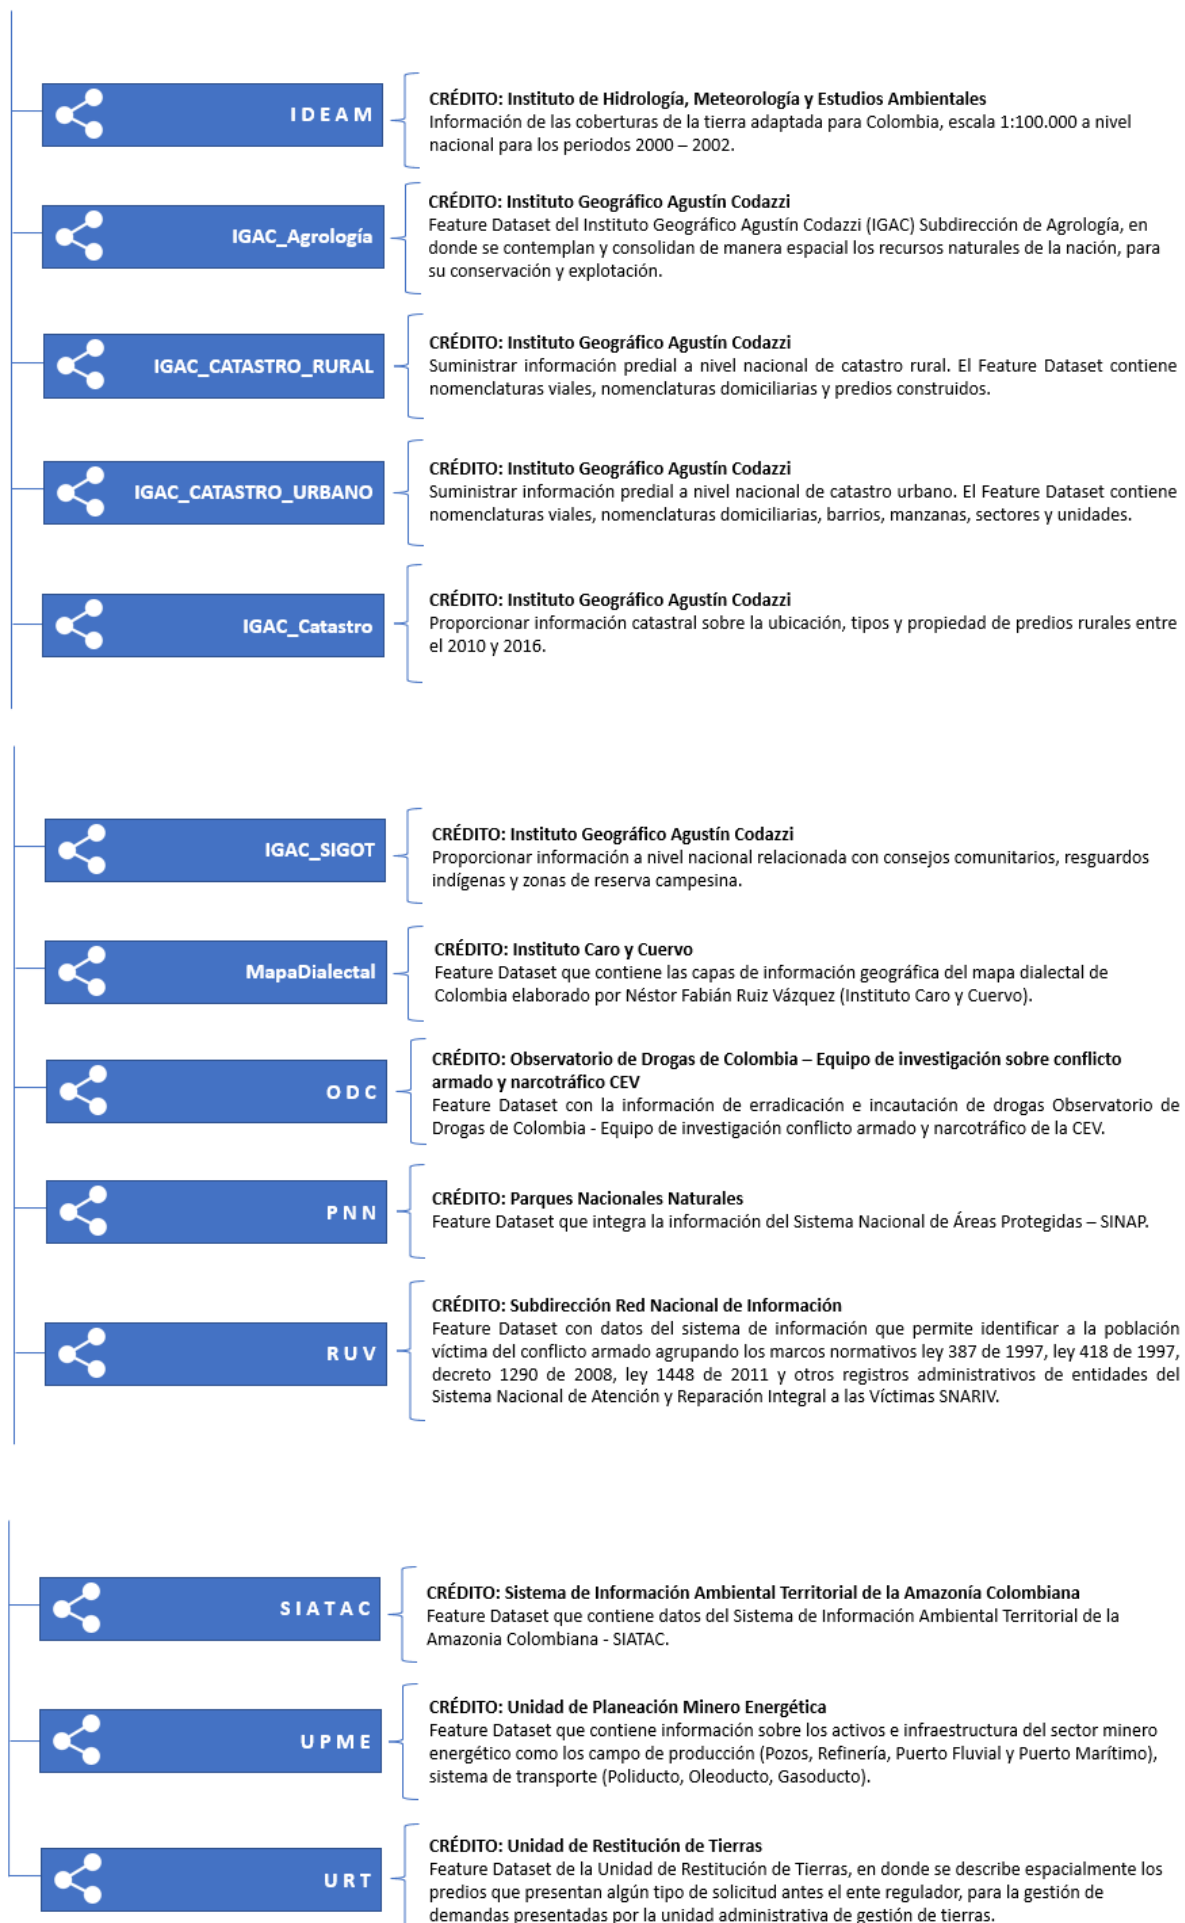 IDEAM
CRÉDITO: Instituto de Hidrología, Meteorología y Estudios Ambientales
Información de las coberturas de la tierra adaptada para Colombia, escala 1:100.000 a nivel
nacional para los periodos 2000 – 2002.
IGAC_Agrología
CRÉDITO: Instituto Geográfico Agustín Codazzi
Feature Dataset del Instituto Geográfico Agustín Codazzi (IGAC) Subdirección de Agrología, en
donde se contemplan y consolidan de manera espacial los recursos naturales de la nación, para
su conservación y explotación.
IGAC_CATASTRO_RURAL
CRÉDITO: Instituto Geográfico Agustín Codazzi
Suministrar información predial a nivel nacional de catastro rural. El Feature Dataset contiene
nomenclaturas viales, nomenclaturas domiciliarias y predios construidos.
IGAC_CATASTRO_URBANO
CRÉDITO: Instituto Geográfico Agustín Codazzi
Suministrar información predial a nivel nacional de catastro urbano. El Feature Dataset contiene
nomenclaturas viales, nomenclaturas domiciliarias, barrios, manzanas, sectores y unidades.
IGAC_Catastro
CRÉDITO: Instituto Geográfico Agustín Codazzi
Proporcionar información catastral sobre la ubicación, tipos y propiedad de predios rurales entre
el 2010 y 2016.
IGAC_SIGOT
CRÉDITO: Instituto Geográfico Agustín Codazzi
Proporcionar información a nivel nacional relacionada con consejos comunitarios, resguardos
indígenas y zonas de reserva campesina.
MapaDialectal
CRÉDITO: Instituto Caro y Cuervo
Feature Dataset que contiene las capas de información geográfica del mapa dialectal de
Colombia elaborado por Néstor Fabián Ruiz Vázquez (Instituto Caro y Cuervo).
ODC
CRÉDITO: Observatorio de Drogas de Colombia – Equipo de investigación sobre conflicto
armado y narcotráfico CEV
Feature Dataset con la información de erradicación e incautación de drogas Observatorio de
Drogas de Colombia - Equipo de investigación conflicto armado y narcotráfico de la CEV.
PNN
CRÉDITO: Parques Nacionales Naturales
Feature Dataset que integra la información del Sistema Nacional de Áreas Protegidas – SINAP.
RUV
CRÉDITO: Subdirección Red Nacional de Información
Feature Dataset con datos del sistema de información que permite identificar a la población
víctima del conflicto armado agrupando los marcos normativos ley 387 de 1997, ley 418 de 1997,
decreto 1290 de 2008, ley 1448 de 2011 y otros registros administrativos de entidades del
Sistema Nacional de Atención y Reparación Integral a las Víctimas SNARIV.
SIATAC
CRÉDITO: Sistema de Información Ambiental Territorial de la Amazonía Colombiana
Feature Dataset que contiene datos del Sistema de Información Ambiental Territorial de la
Amazonia Colombiana - SIATAC.
UPME
CRÉDITO: Unidad de Planeación Minero Energética
Feature Dataset que contiene información sobre los activos e infraestructura del sector minero
energético como los campo de producción (Pozos, Refinería, Puerto Fluvial y Puerto Marítimo),
sistema de transporte (Poliducto, Oleoducto, Gasoducto).
URT
CRÉDITO: Unidad de Restitución de Tierras
Feature Dataset de la Unidad de Restitución de Tierras, en donde se describe espacialmente los
predios que presentan algún tipo de solicitud antes el ente regulador, para la gestión de
demandas presentadas por la unidad administrativa de gestión de tierras.